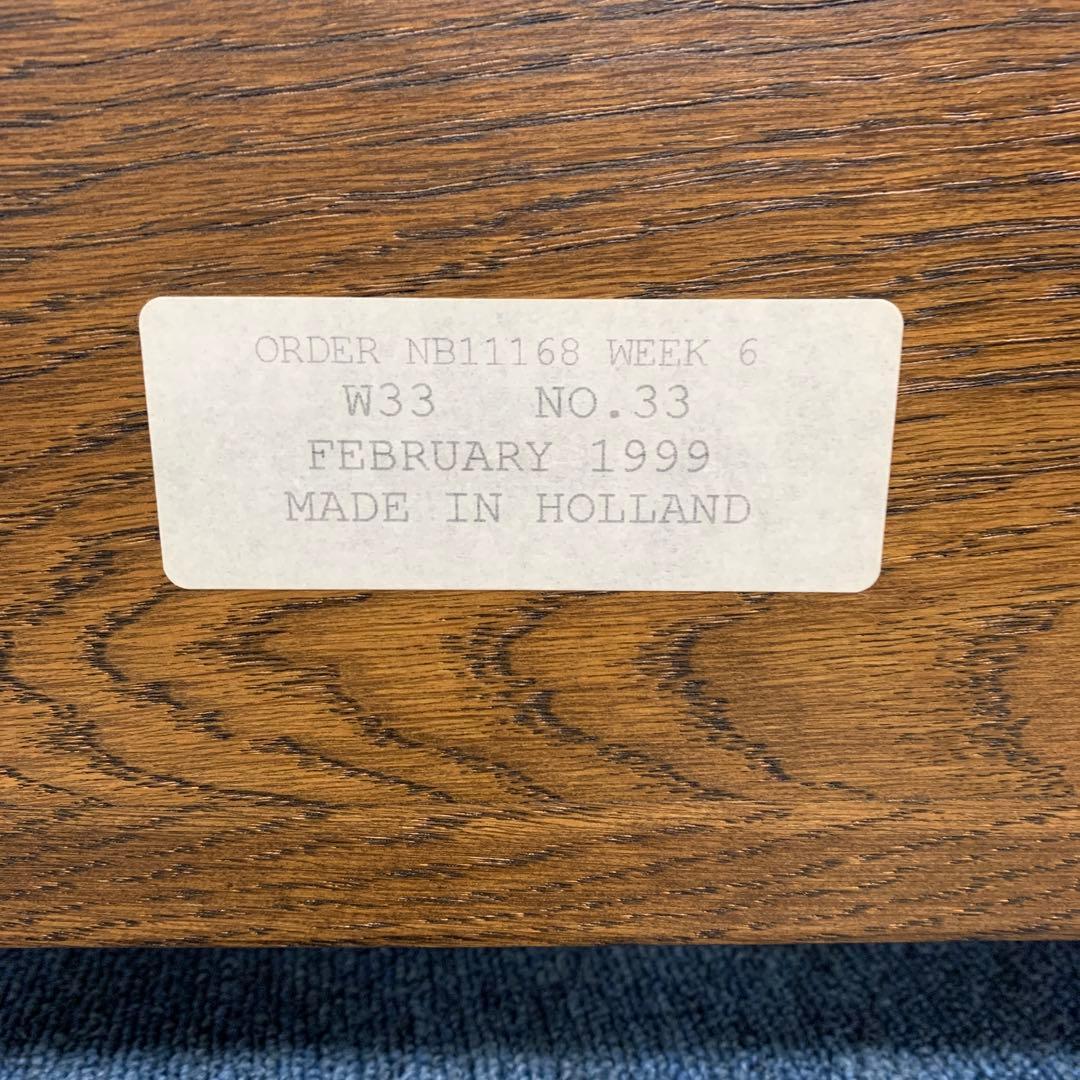 ORDER NB11168 WEEK 6
W33 NO.33
FEBRUARY 1999
MADE IN HOLLAND